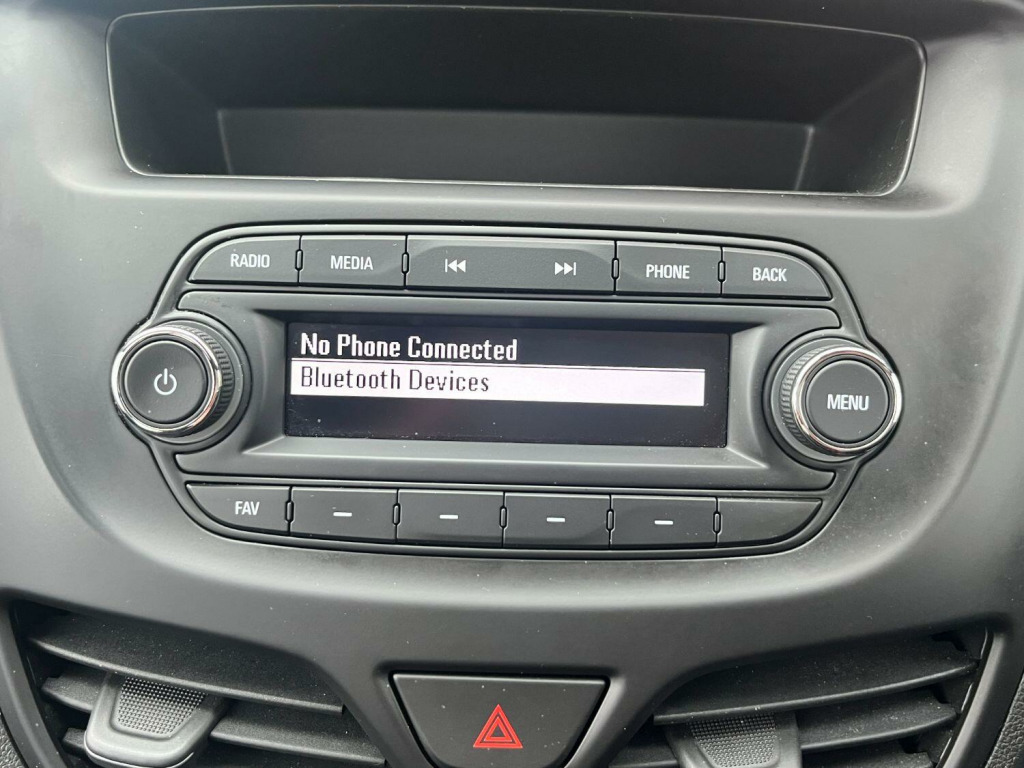 RADIO MEDIA PHONE BACK
No Phone Connected
Bluetooth Devices
MENU
FAV